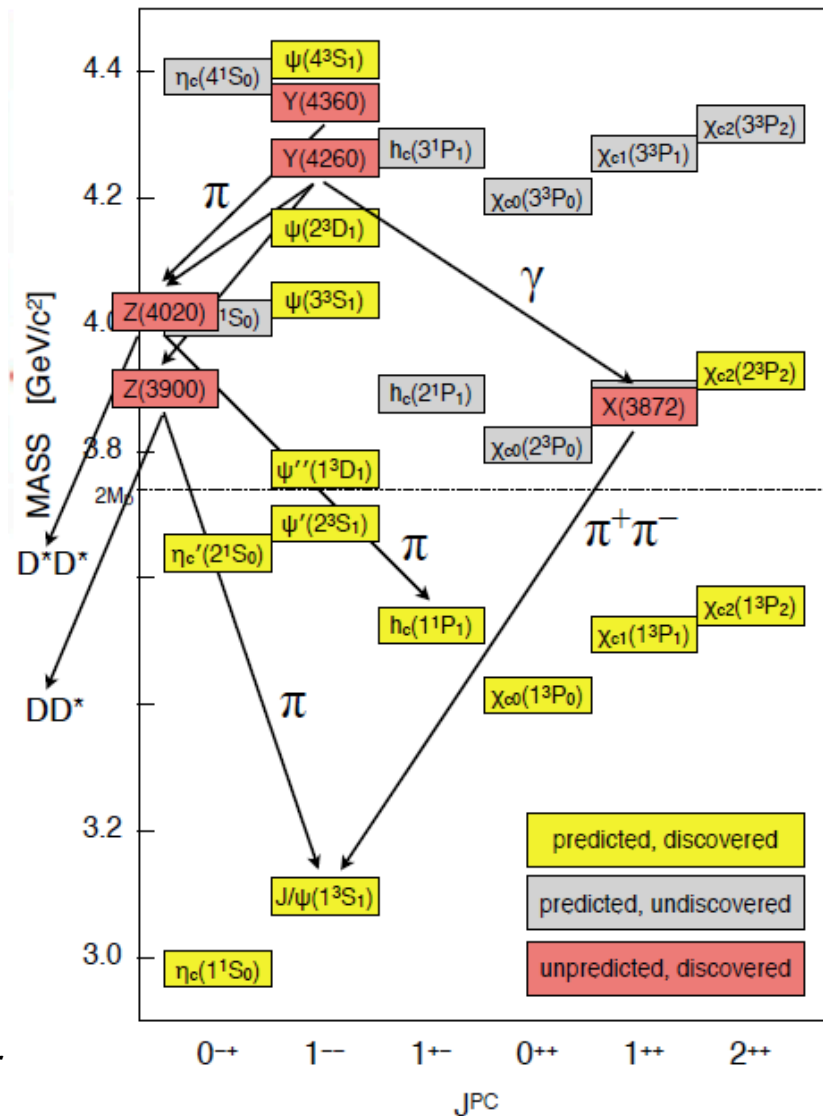 4.4
ηc(4¹S0)
ψ(4³S1)
Y(4360)
Y(4260)
hc(3¹P1)
χc0(3³P0)
χc1(3³P1)
χc2(3³P2)
4.2
π
ψ(2³D1)
γ
Z(4020)
¹S0)
ψ(3³S1)
Z(3900)
hc(2¹P1)
χc0(2³P0)
X(3872)
χc2(2³P2)
MASS [GeV/c²]
3.8
ψ′′(1³D1)
ψ′(2³S1)
ηc′(2¹S0)
π
π⁺π⁻
D*D*
hc(1¹P1)
χc0(1³P0)
χc1(1³P1)
χc2(1³P2)
DD*
π
3.2
J/ψ(1³S1)
3.0
ηc(1¹S0)
predicted, discovered
predicted, undiscovered
unpredicted, discovered
0⁻⁺ 1⁻⁻ 1⁺⁻ 0⁺⁺ 1⁺⁺ 2⁺⁺
Jᴾᶜ